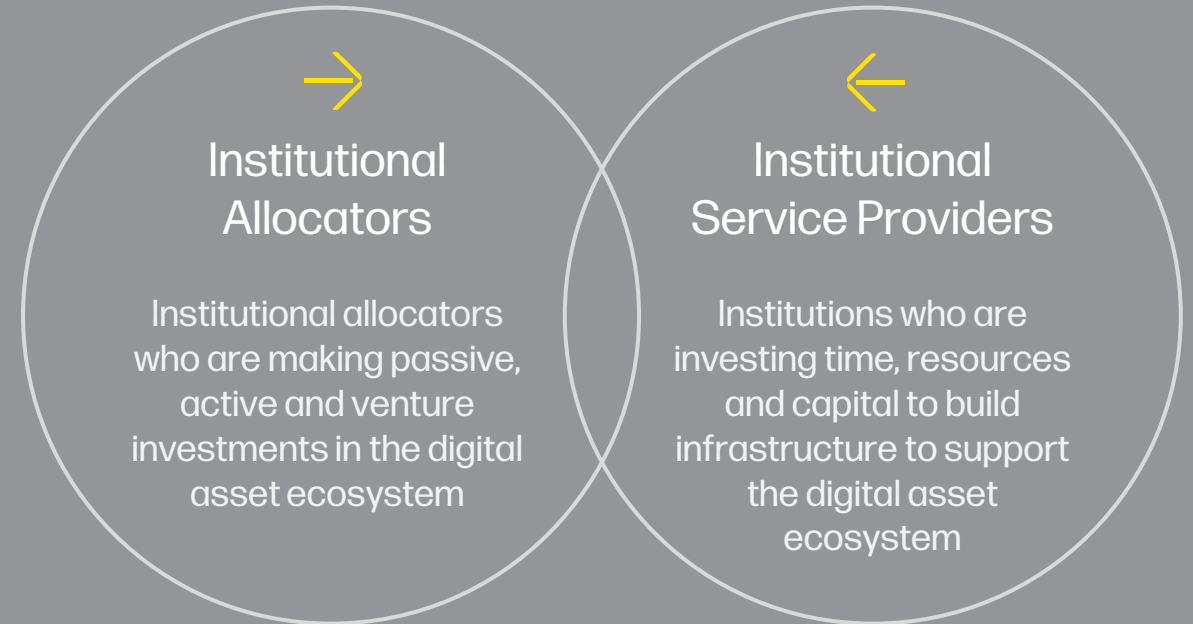 Institutional
Allocators
Institutional allocators
who are making passive,
active and venture
investments in the digital
asset ecosystem
Institutional
Service Providers
Institutions who are
investing time, resources
and capital to build
infrastructure to support
the digital asset
ecosystem